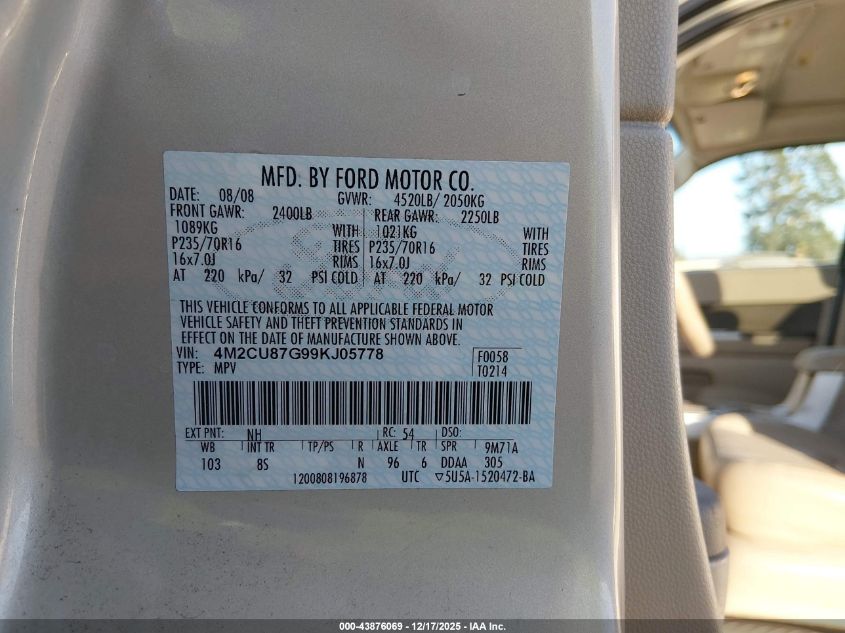 MFD. BY FORD MOTOR CO.
DATE: 08/08 GVWR: 4520LB/ 2050KG
FRONT GAWR: 2400LB REAR GAWR: 2250LB
1089KG WITH 1021KG WITH
P235/70R16 TIRES P235/70R16 TIRES
16x7.0J RIMS 16x7.0J RIMS
AT 220 kPa/ 32 PSI COLD AT 220 kPa/ 32 PSI COLD
THIS VEHICLE CONFORMS TO ALL APPLICABLE FEDERAL MOTOR
VEHICLE SAFETY AND THEFT PREVENTION STANDARDS IN
EFFECT ON THE DATE OF MANUFACTURE SHOWN ABOVE.
VIN: 4M2CU87G99KJ05778 F0058
TYPE: MPV T0214
EXT PNT: NH RC: 54 DSO:
WB INT TR TP/PS R AXLE TR SPR 9M71A
103 8S N 96 6 DDAA 305
1200808196878 UTC ▽5U5A-1520472-BA
000-43876069 - 12/17/2025 - IAA Inc.